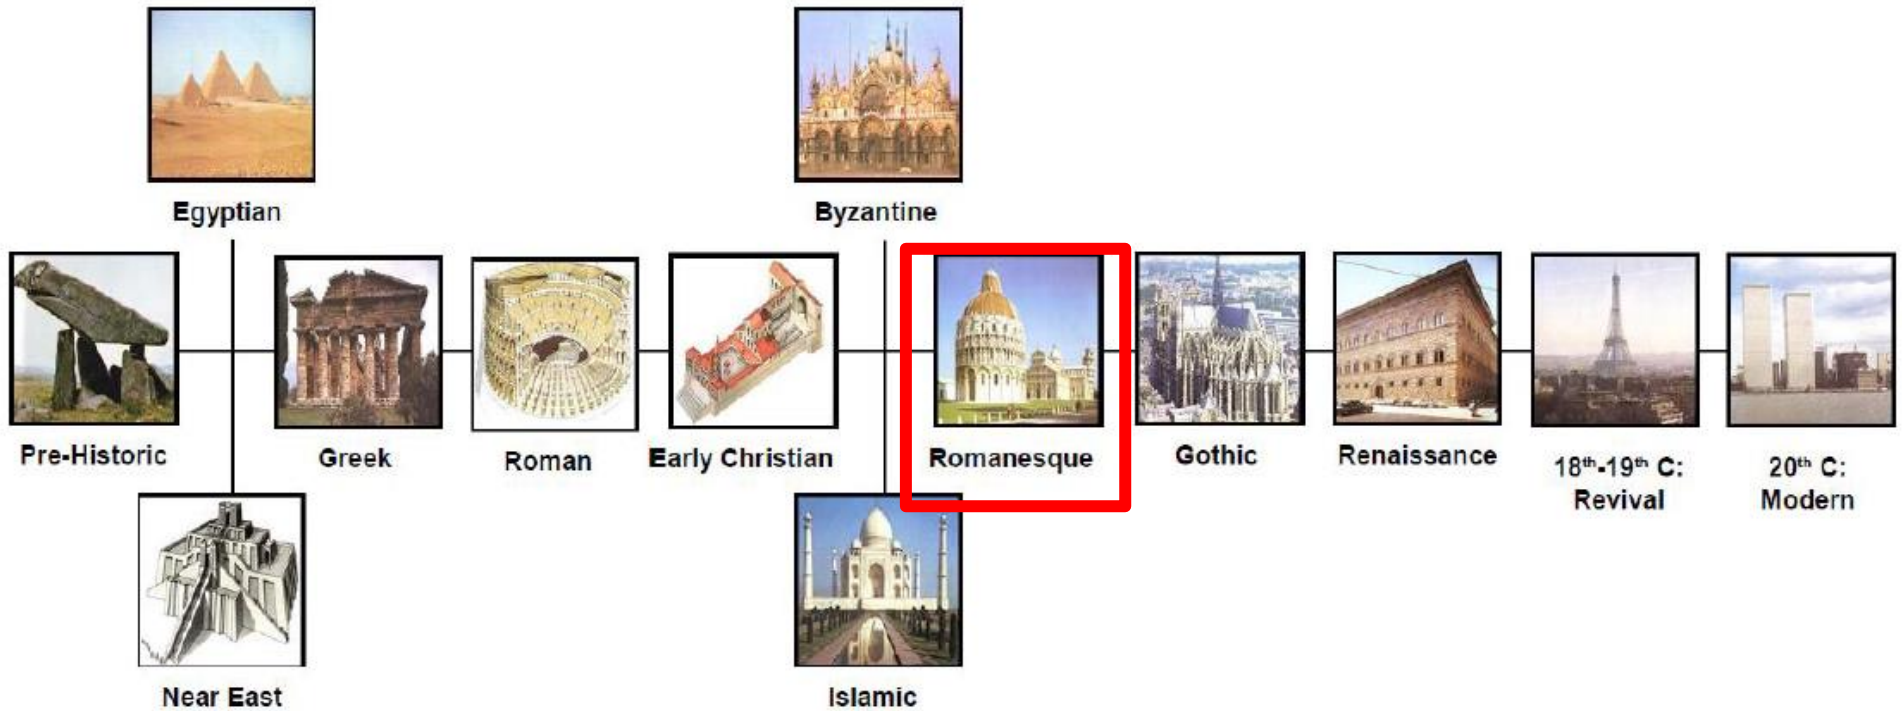 Egyptian
Byzantine
Pre-Historic
Greek
Roman
Early Christian
Romanesque
Gothic
Renaissance
18th-19th C:
Revival
20th C:
Modern
Near East
Islamic